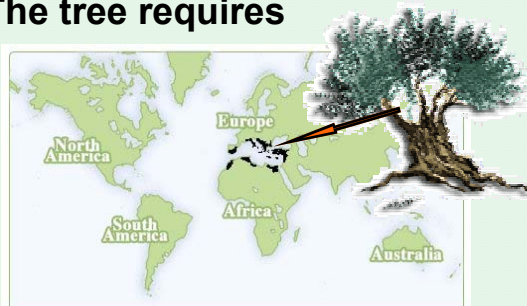 The tree requires
Europe
North
America
Africa
South
America
Australia